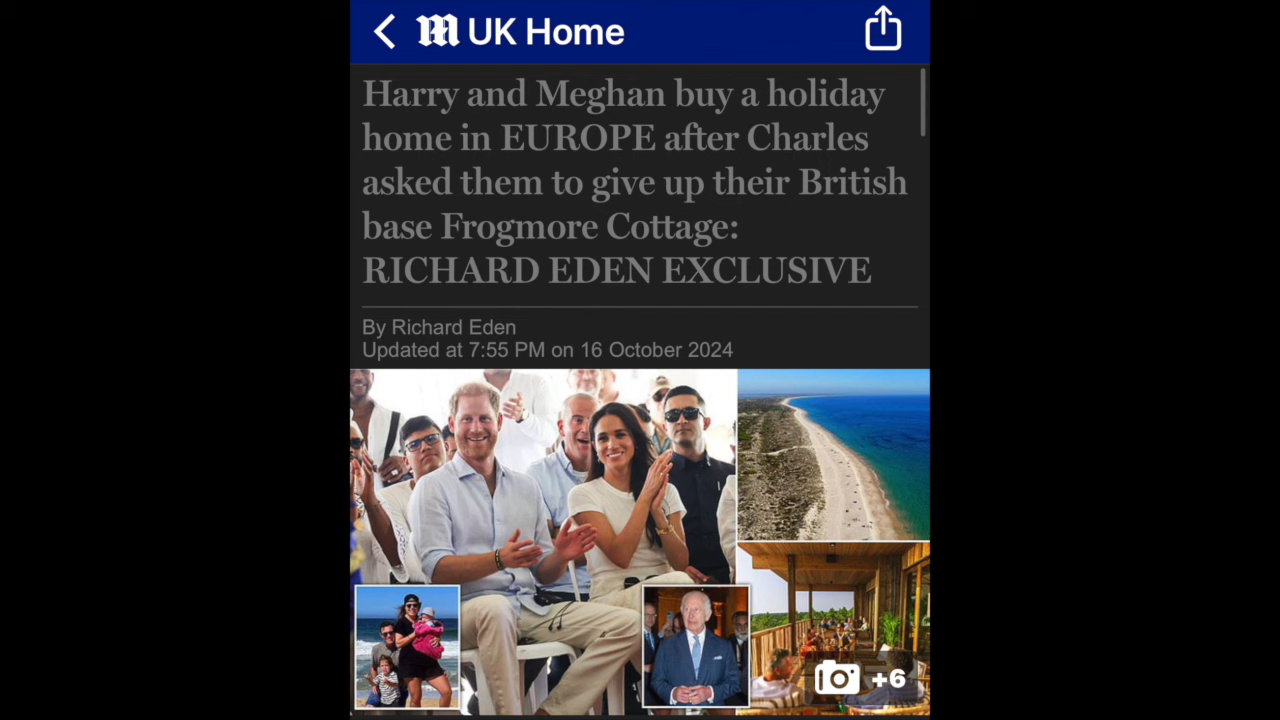 UK Home
Harry and Meghan buy a holiday
home in EUROPE after Charles
asked them to give up their British
base Frogmore Cottage:
RICHARD EDEN EXCLUSIVE
By Richard Eden
Updated at 7:55 PM on 16 October 2024
+6